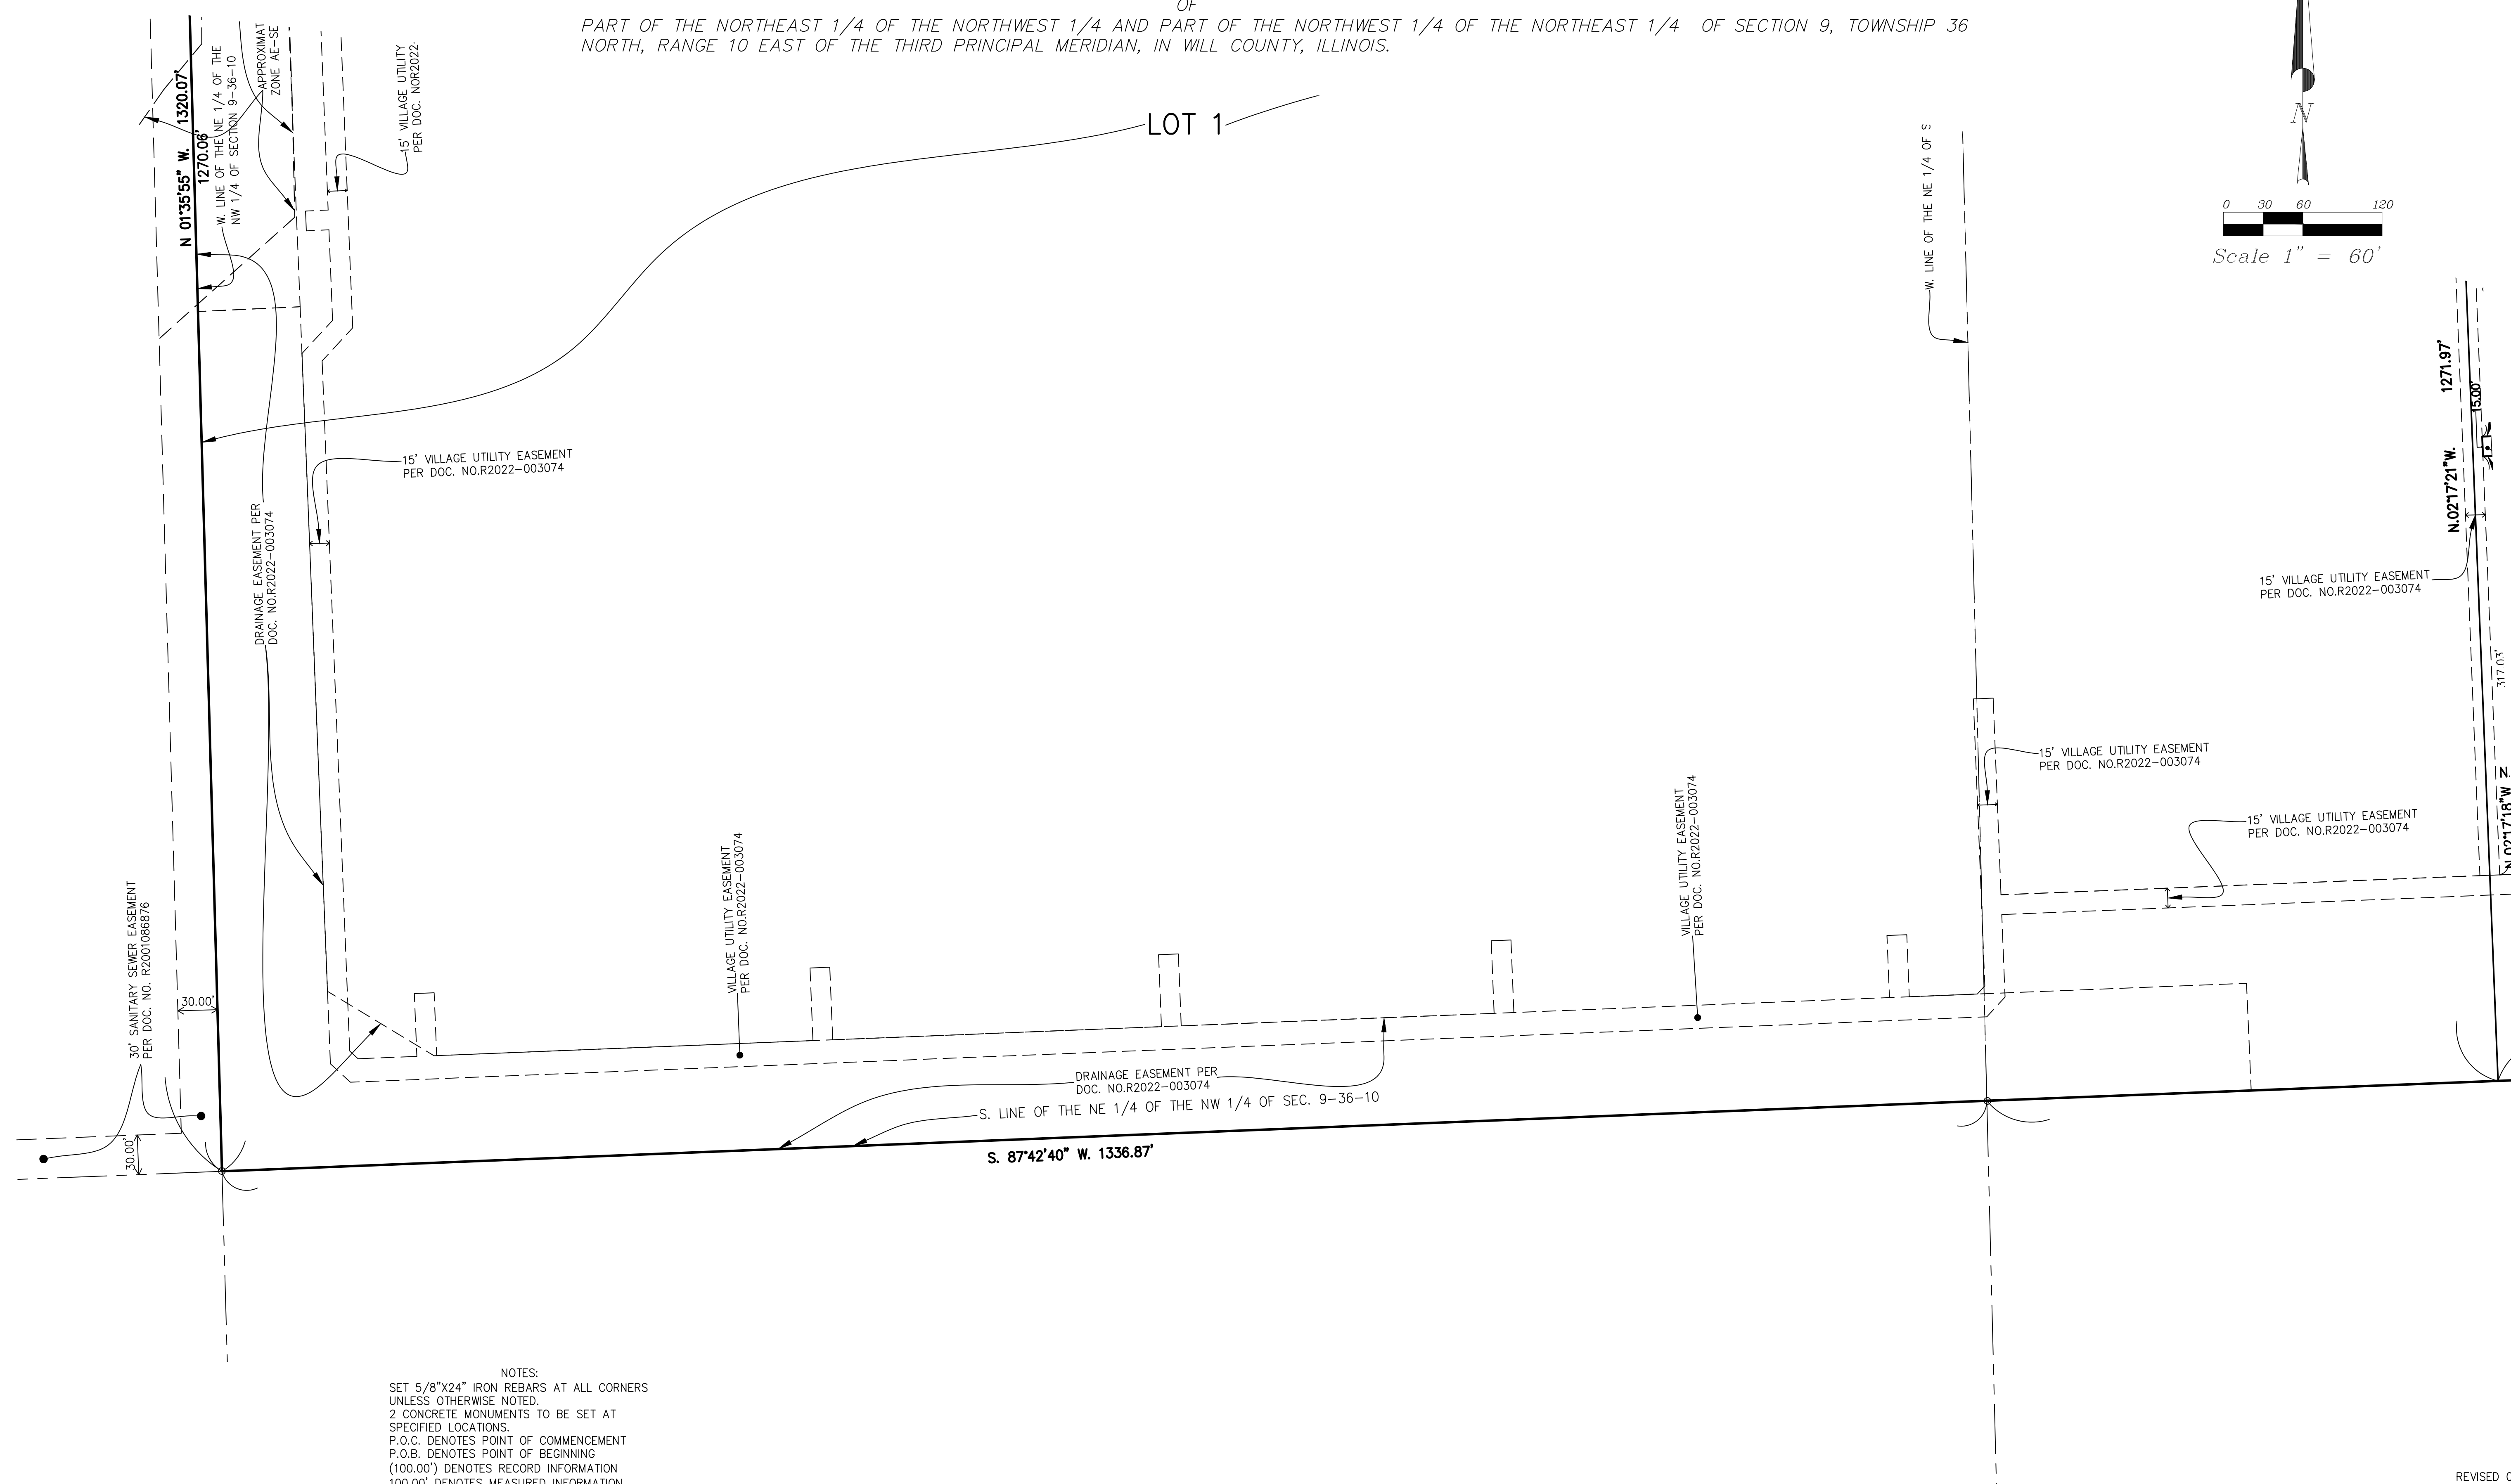 OF
PART OF THE NORTHEAST 1/4 OF THE NORTHWEST 1/4 AND PART OF THE NORTHWEST 1/4 OF THE NORTHEAST 1/4 OF SECTION 9, TOWNSHIP 36
NORTH, RANGE 10 EAST OF THE THIRD PRINCIPAL MERIDIAN, IN WILL COUNTY, ILLINOIS.
N 01°35'55" W. 1320.07'
1270.06'
W. LINE OF THE NE 1/4 OF THE
NW 1/4 OF SECTION 9-36-10
APPROXIMAT
ZONE AE-SE
15' VILLAGE UTILITY
PER DOC. NOR2022-
LOT 1
W. LINE OF THE NE 1/4 OF S
N
0 30 60 120
Scale 1" = 60'
15' VILLAGE UTILITY EASEMENT
PER DOC. NO.R2022-003074
DRAINAGE EASEMENT PER
DOC. NO.R2022-003074
N.02°17'21"W. 1271.97'
15.00'
15' VILLAGE UTILITY EASEMENT
PER DOC. NO.R2022-003074
317.03'
15' VILLAGE UTILITY EASEMENT
PER DOC. NO.R2022-003074
15' VILLAGE UTILITY EASEMENT
PER DOC. NO.R2022-003074
N.
N.02°17'18"W
VILLAGE UTILITY EASEMENT
PER DOC. NO.R2022-003074
VILLAGE UTILITY EASEMENT
PER DOC. NO.R2022-003074
30' SANITARY SEWER EASEMENT
PER DOC. NO. R2001086876
30.00'
30.00'
DRAINAGE EASEMENT PER
DOC. NO.R2022-003074
S. LINE OF THE NE 1/4 OF THE NW 1/4 OF SEC. 9-36-10
S. 87°42'40" W. 1336.87'
NOTES:
SET 5/8"X24" IRON REBARS AT ALL CORNERS
UNLESS OTHERWISE NOTED.
2 CONCRETE MONUMENTS TO BE SET AT
SPECIFIED LOCATIONS.
P.O.C. DENOTES POINT OF COMMENCEMENT
P.O.B. DENOTES POINT OF BEGINNING
(100.00') DENOTES RECORD INFORMATION
100.00' DENOTES MEASURED INFORMATION
REVISED